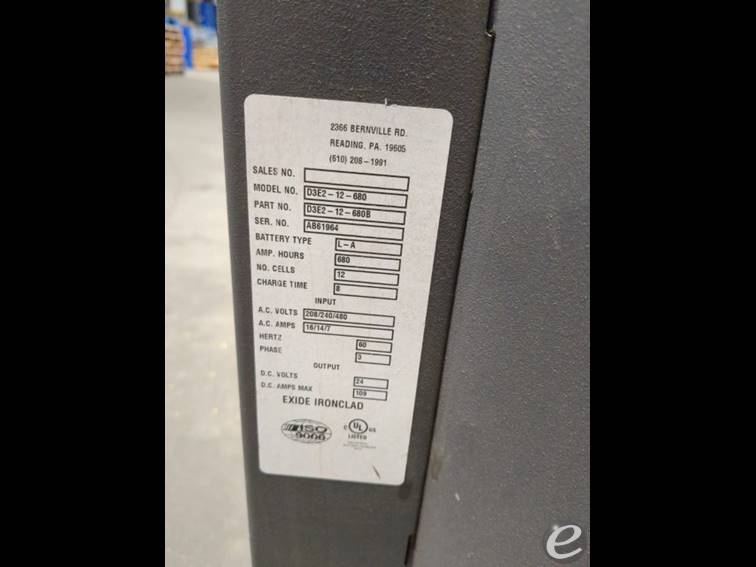 2366 BERNVILLE RD.
READING, PA. 19605
(610) 208-1991
SALES NO.
MODEL NO. D3E2-12-680
PART NO. D3E2-12-680B
SER. NO. AB61964
BATTERY TYPE L-A
AMP. HOURS 680
NO. CELLS 12
CHARGE TIME 8
INPUT
A.C. VOLTS 208/240/480
A.C. AMPS 16/14/7
HERTZ 60
PHASE 3
OUTPUT
D.C. VOLTS 24
D.C. AMPS MAX 109
EXIDE IRONCLAD
ISO
9000
C UL US
LISTED
e